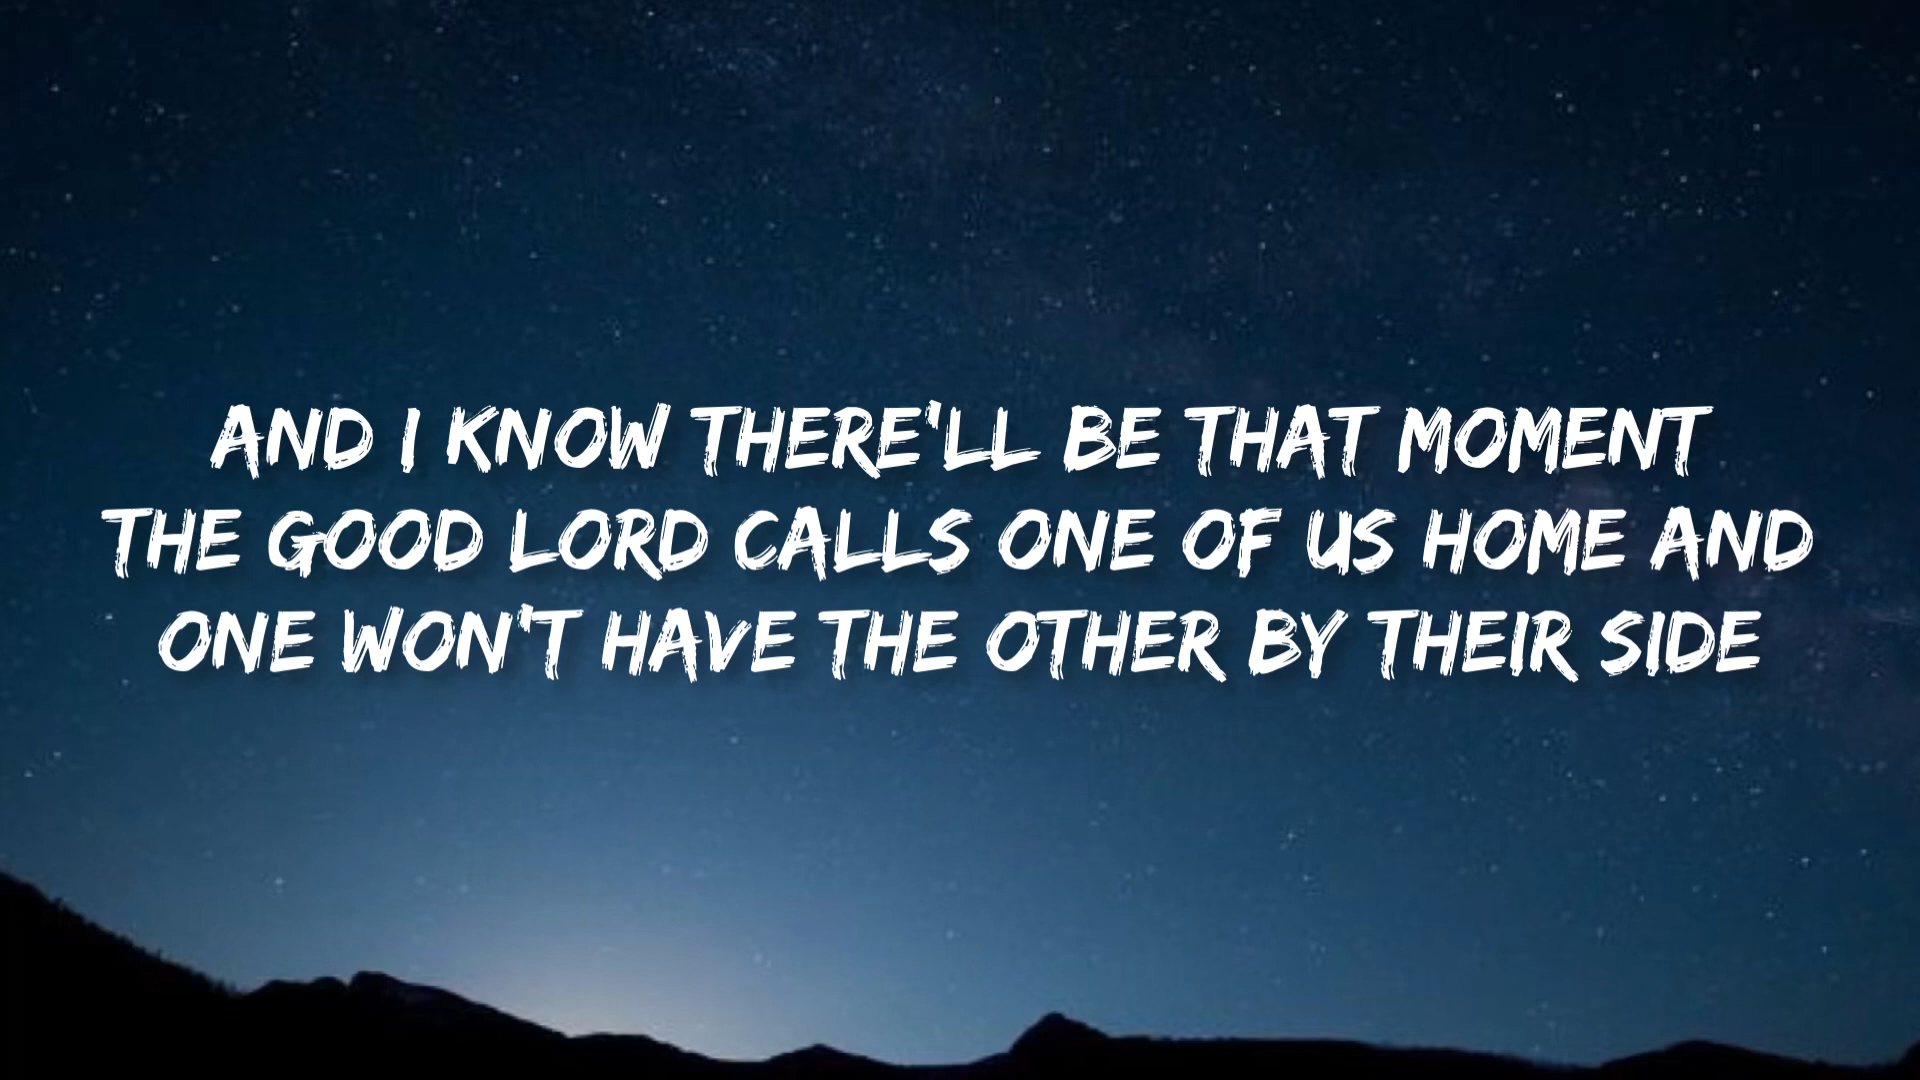 AND I KNOW THERE'LL BE THAT MOMENT
THE GOOD LORD CALLS ONE OF US HOME AND
ONE WON'T HAVE THE OTHER BY THEIR SIDE